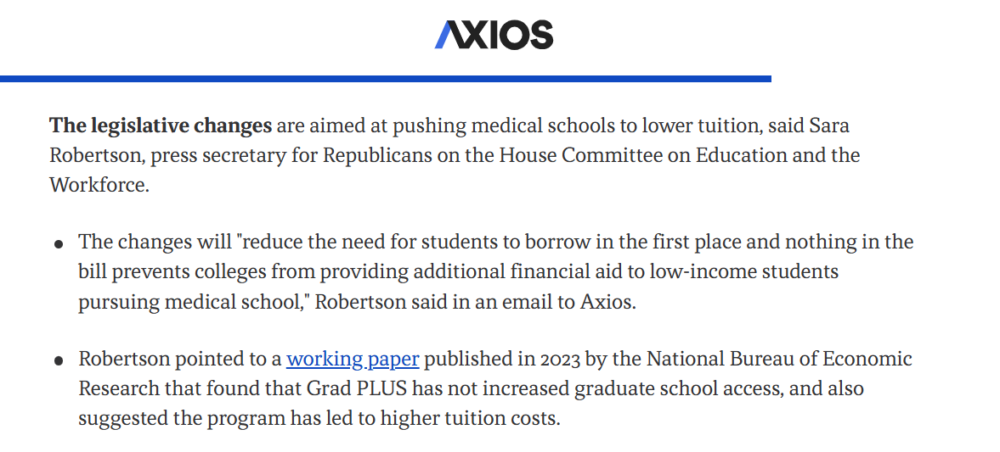 AXIOS
The legislative changes are aimed at pushing medical schools to lower tuition, said Sara
Robertson, press secretary for Republicans on the House Committee on Education and the
Workforce.
• The changes will "reduce the need for students to borrow in the first place and nothing in the
bill prevents colleges from providing additional financial aid to low-income students
pursuing medical school," Robertson said in an email to Axios.
• Robertson pointed to a working paper published in 2023 by the National Bureau of Economic
Research that found that Grad PLUS has not increased graduate school access, and also
suggested the program has led to higher tuition costs.